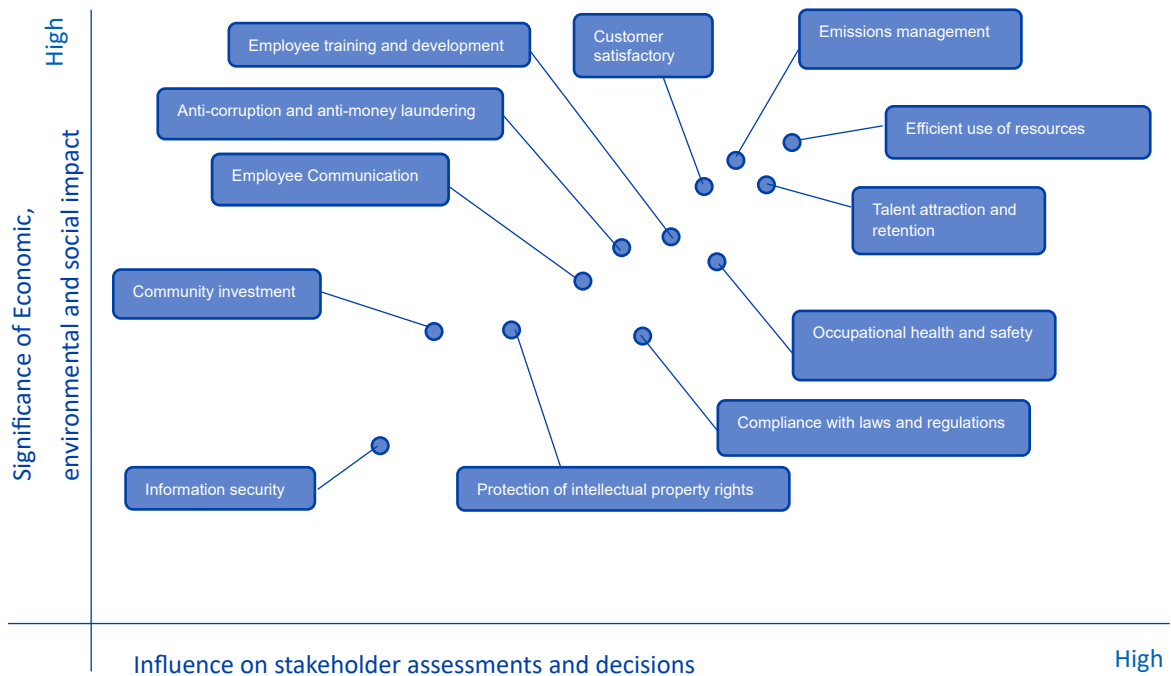 High
Significance of Economic,
environmental and social impact
Employee training and development
Customer
satisfactory
Emissions management
Anti-corruption and anti-money laundering
Efficient use of resources
Employee Communication
Talent attraction and
retention
Community investment
Occupational health and safety
Compliance with laws and regulations
Information security
Protection of intellectual property rights
Influence on stakeholder assessments and decisions
High